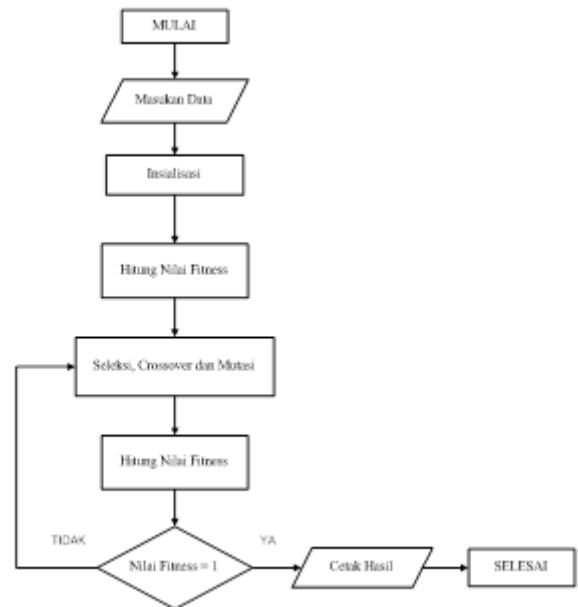 MULAI
Masukan Data
Insialisasi
Hitung Nilai Fitness
Seleksi, Crossover dan Mutasi
Hitung Nilai Fitness
TIDAK
Nilai Fitness = 1
YA
Cetak Hasil
SELESAI